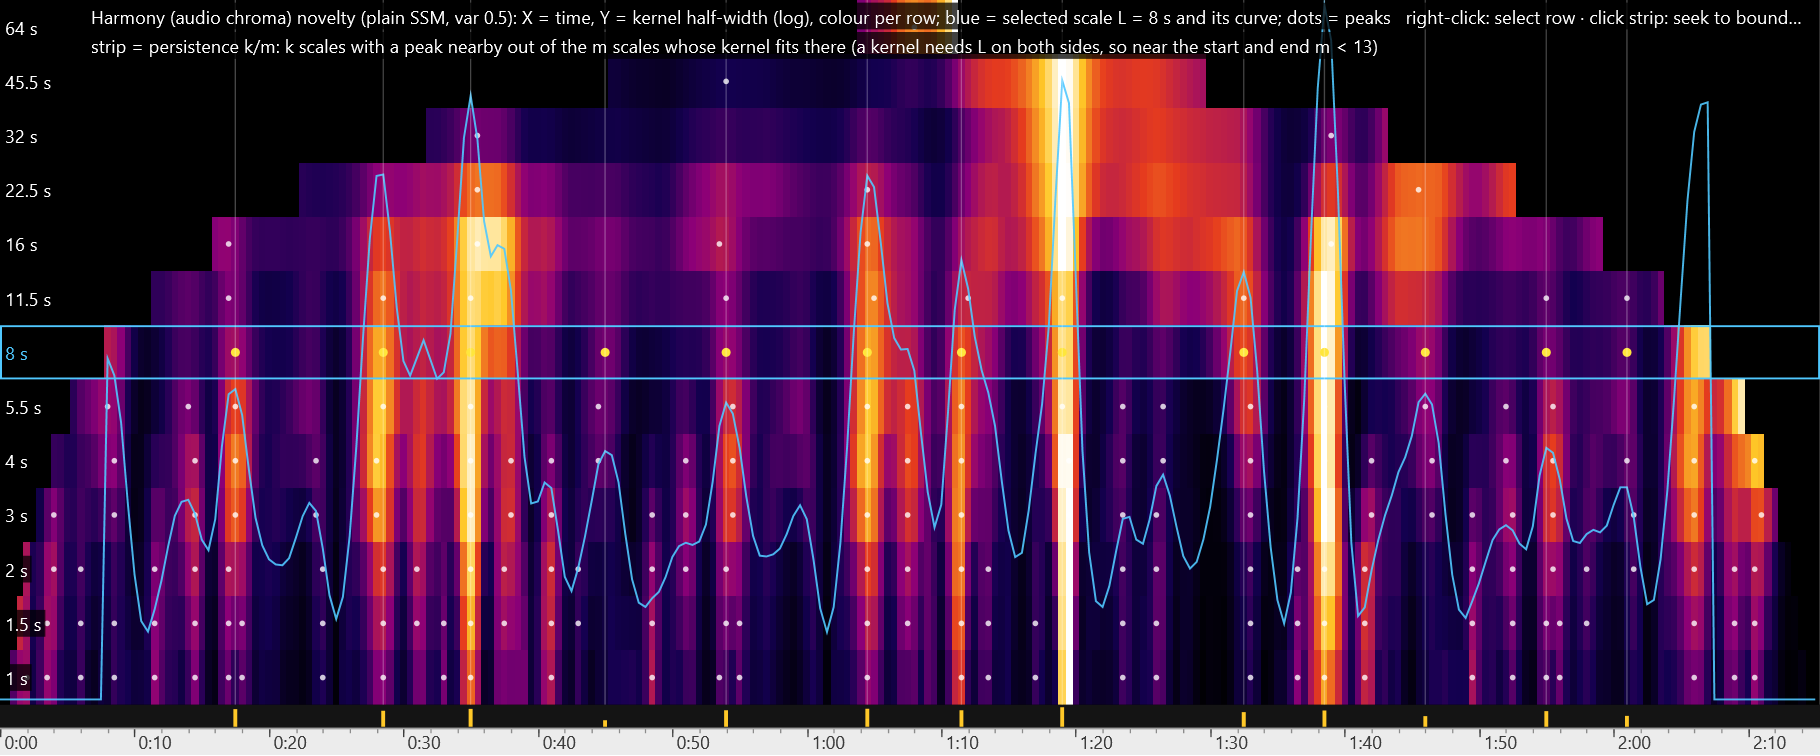 Harmony (audio chroma) novelty (plain SSM, var 0.5): X = time, Y = kernel half-width (log), colour per row; blue = selected scale L = 8 s and its curve; dots = peaks   right-click: select row · click strip: seek to bound...
strip = persistence k/m: k scales with a peak nearby out of the m scales whose kernel fits there (a kernel needs L on both sides, so near the start and end m < 13)
64 s
45.5 s
32 s
22.5 s
16 s
11.5 s
8 s
5.5 s
4 s
3 s
2 s
1.5 s
1 s
0:00 0:10 0:20 0:30 0:40 0:50 1:00 1:10 1:20 1:30 1:40 1:50 2:00 2:10